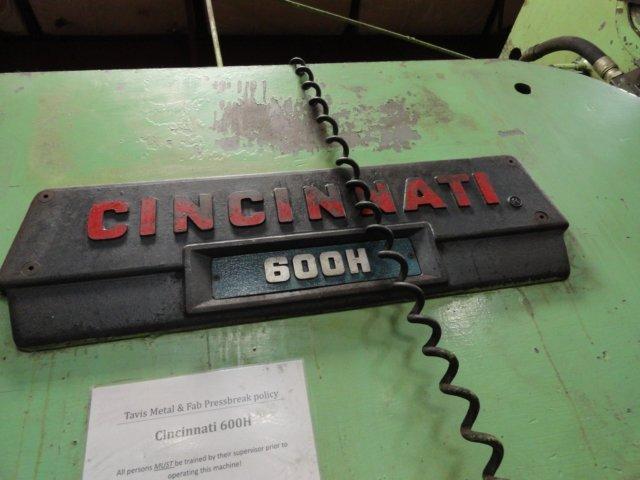 CINCINNATI
600H
Tavis Metal & Fab Pressbreak policy
Cincinnati 600H
All persons MUST be trained by their supervisor prior to
operating this machine!